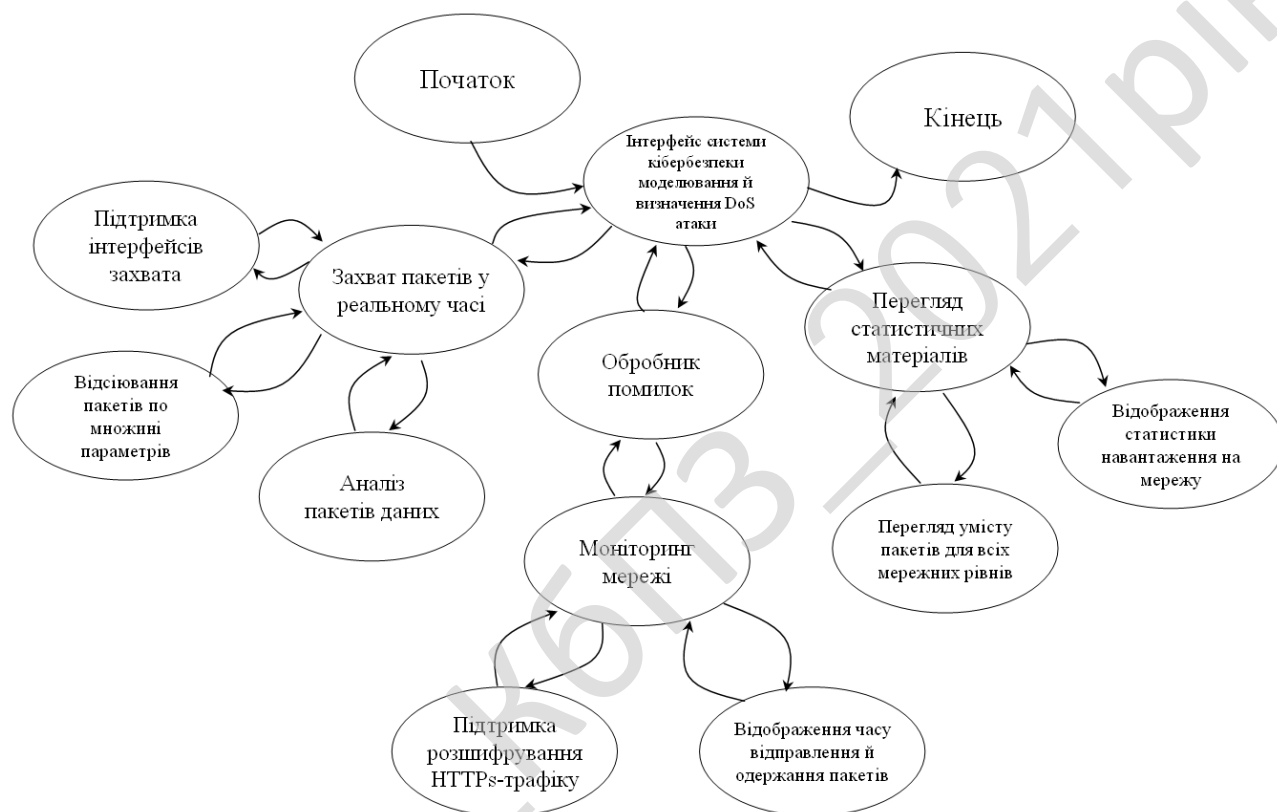 Початок
Кінець
Інтерфейс системи
кібербезпеки
моделювання й
визначення DoS
атаки
Підтримка
інтерфейсів
захвата
Захват пакетів у
реальному часі
Перегляд
статистичних
матеріалів
Обробник
помилок
Відсіювання
пакетів по
множині
параметрів
Відображення
статистики
навантаження на
мережу
Аналіз
пакетів даних
Перегляд умісту
пакетів для всіх
мережних рівнів
Моніторинг
мережі
Підтримка
розшифрування
HTTPs-трафіку
Відображення часу
відправлення й
одержання пакетів
КбПЗ_2021